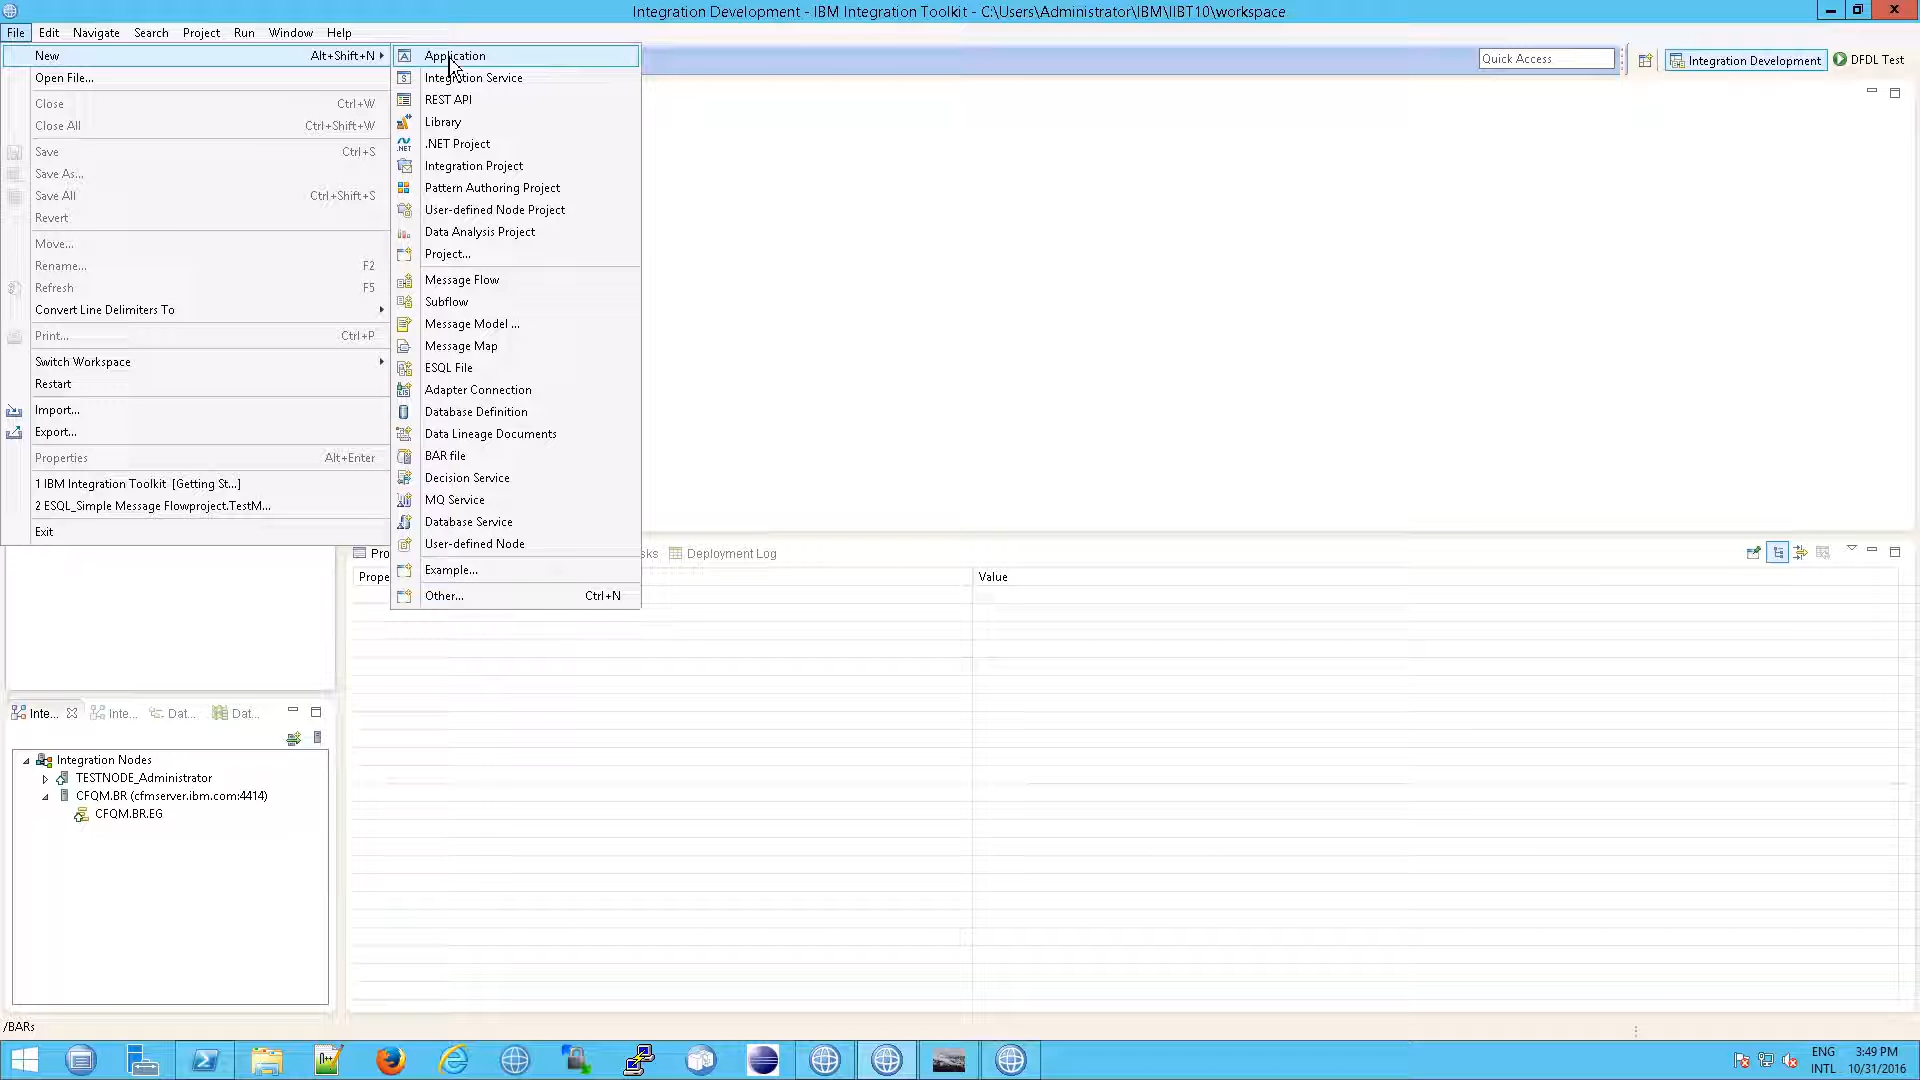 Integration Development - IBM Integration Toolkit - C:\Users\Administrator\IBM\IIBT10\workspace
File Edit Navigate Search Project Run Window Help
New Alt+Shift+N
Open File...
Close Ctrl+W
Close All Ctrl+Shift+W
Save Ctrl+S
Save As...
Save All Ctrl+Shift+S
Revert
Move...
Rename... F2
Refresh F5
Convert Line Delimiters To
Print... Ctrl+P
Switch Workspace
Restart
Import...
Export...
Properties Alt+Enter
1 IBM Integration Toolkit [Getting St...]
2 ESQL_Simple Message Flowproject.TestM...
Exit
Application
Integration Service
REST API
Library
.NET Project
Integration Project
Pattern Authoring Project
User-defined Node Project
Data Analysis Project
Project...
Message Flow
Subflow
Message Model ...
Message Map
ESQL File
Adapter Connection
Database Definition
Data Lineage Documents
BAR file
Decision Service
MQ Service
Database Service
User-defined Node
Example...
Other... Ctrl+N
Quick Access
Integration Development
DFDL Test
Pro
sks
Deployment Log
Prope
Value
Inte... Inte... Dat... Dat...
Integration Nodes
TESTNODE_Administrator
CFQM.BR (cfmserver.ibm.com:4414)
CFQM.BR.EG
/BARs
ENG 3:49 PM
INTL 10/31/2016